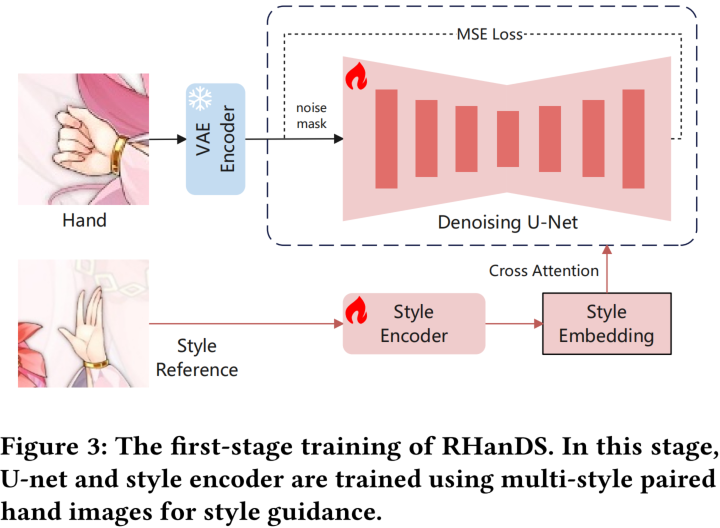 MSE Loss
VAE
Encoder
noise
mask
Hand
Denoising U-Net
Cross Attention
Style
Reference
Style
Encoder
Style
Embedding
Figure 3: The first-stage training of RHanDS. In this stage,
U-net and style encoder are trained using multi-style paired
hand images for style guidance.